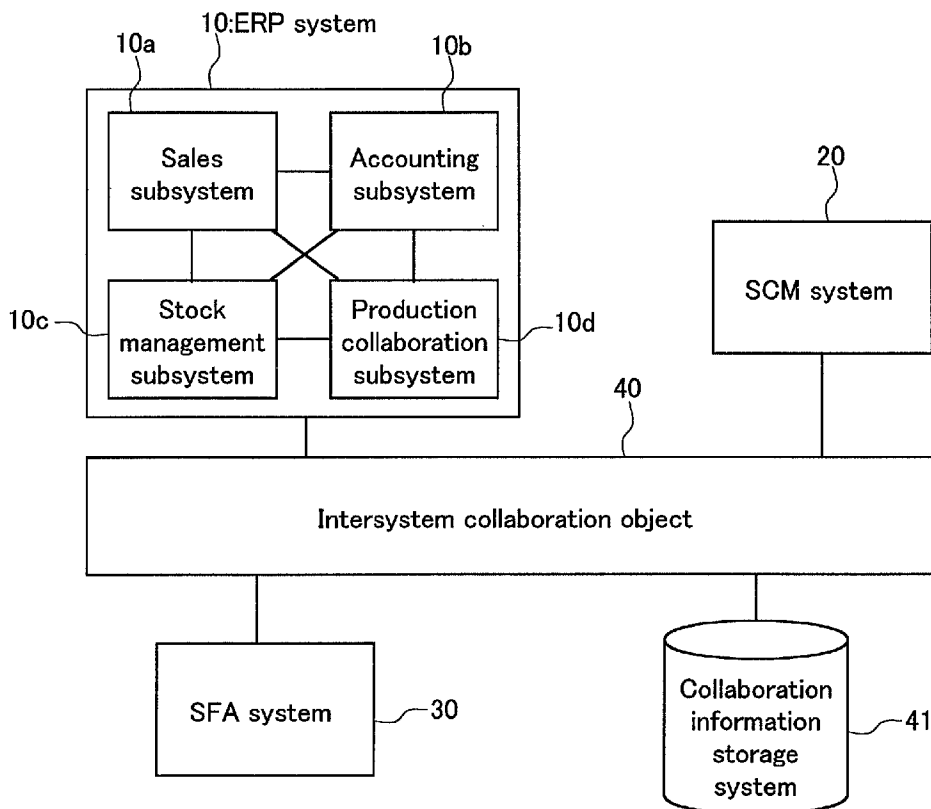 10:ERP system
10a
10b
Sales
subsystem
Accounting
subsystem
20
SCM system
10c
Stock
management
subsystem
Production
collaboration
subsystem
10d
40
Intersystem collaboration object
SFA system
30
Collaboration
information
storage
system
41